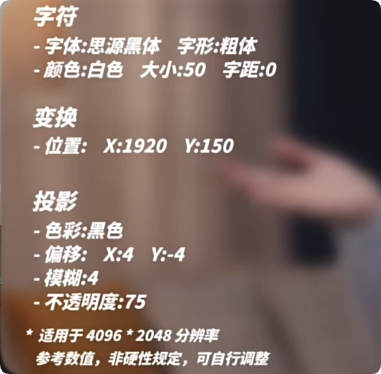 字符
- 字体:思源黑体 字形:粗体
- 颜色:白色 大小:50 字距:0
变换
- 位置: X:1920 Y:150
投影
- 色彩:黑色
- 偏移: X:4 Y:-4
- 模糊:4
- 不透明度:75
* 适用于 4096 * 2048 分辨率
参考数值，非硬性规定，可自行调整